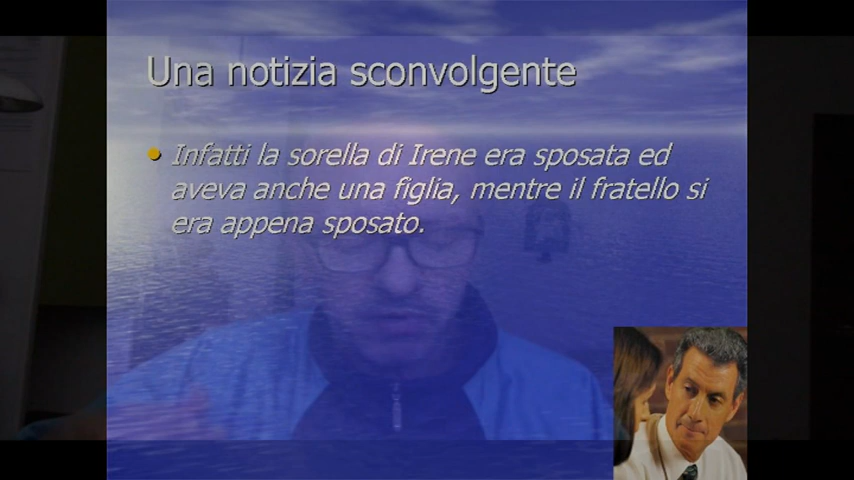 Una notizia sconvolgente
Infatti la sorella di Irene era sposata ed
aveva anche una figlia, mentre il fratello si
era appena sposato.